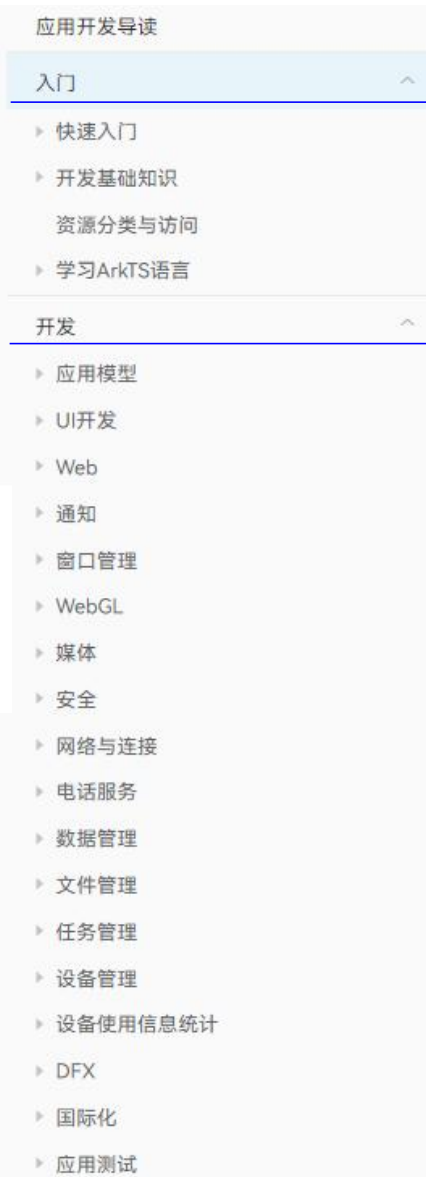 应用开发导读
入门
快速入门
开发基础知识
资源分类与访问
学习ArkTS语言
开发
应用模型
UI开发
Web
通知
窗口管理
WebGL
媒体
安全
网络与连接
电话服务
数据管理
文件管理
任务管理
设备管理
设备使用信息统计
DFX
国际化
应用测试